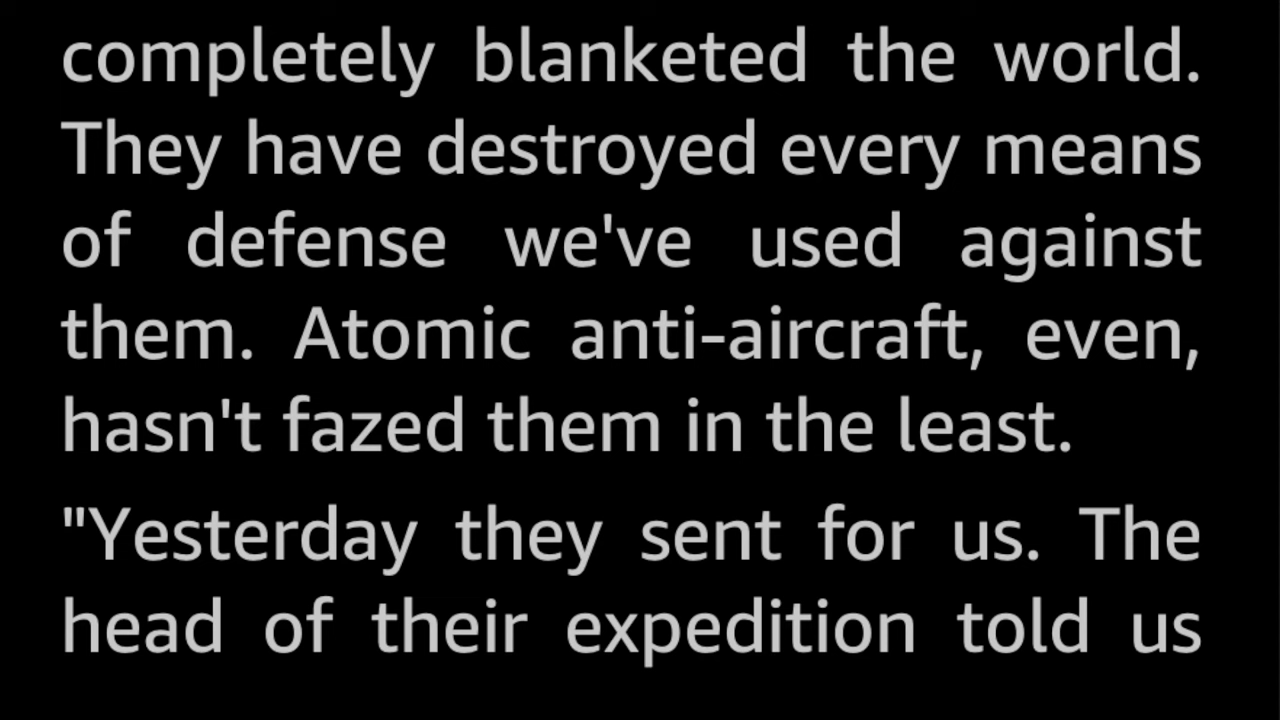 completely blanketed the world.
They have destroyed every means
of defense we've used against
them. Atomic anti-aircraft, even,
hasn't fazed them in the least.
"Yesterday they sent for us. The
head of their expedition told us